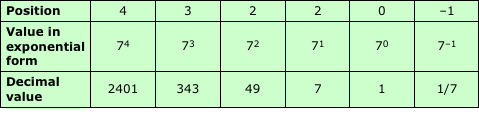 Position 4 3 2 2 0 –1
Value in
exponential
form 7⁴ 7³ 7² 7¹ 7⁰ 7⁻¹
Decimal
value 2401 343 49 7 1 1/7